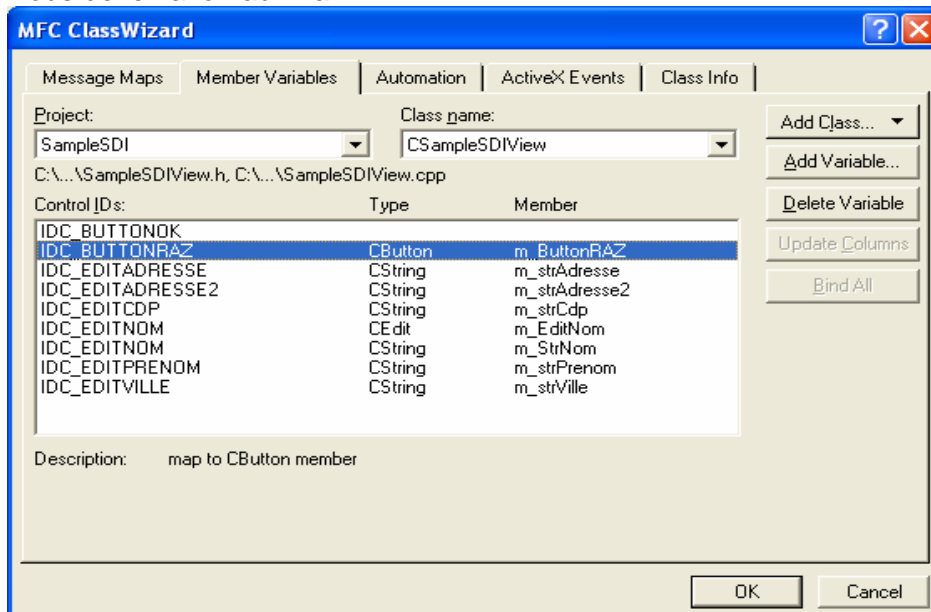 MFC ClassWizard
Message Maps Member Variables Automation ActiveX Events Class Info
Project: Class name:
SampleSDI CSampleSDIView
Add Class...
C:\...\SampleSDIView.h, C:\...\SampleSDIView.cpp
Add Variable...
Control IDs: Type Member
Delete Variable
IDC_BUTTONOK
IDC_BUTTONRAZ CButton m_ButtonRAZ
Update Columns
IDC_EDITADRESSE CString m_strAdresse
IDC_EDITADRESSE2 CString m_strAdresse2
Bind All
IDC_EDITCDP CString m_strCdp
IDC_EDITNOM CEdit m_EditNom
IDC_EDITNOM CString m_StrNom
IDC_EDITPRENOM CString m_strPrenom
IDC_EDITVILLE CString m_strVille
Description: map to CButton member
OK Cancel